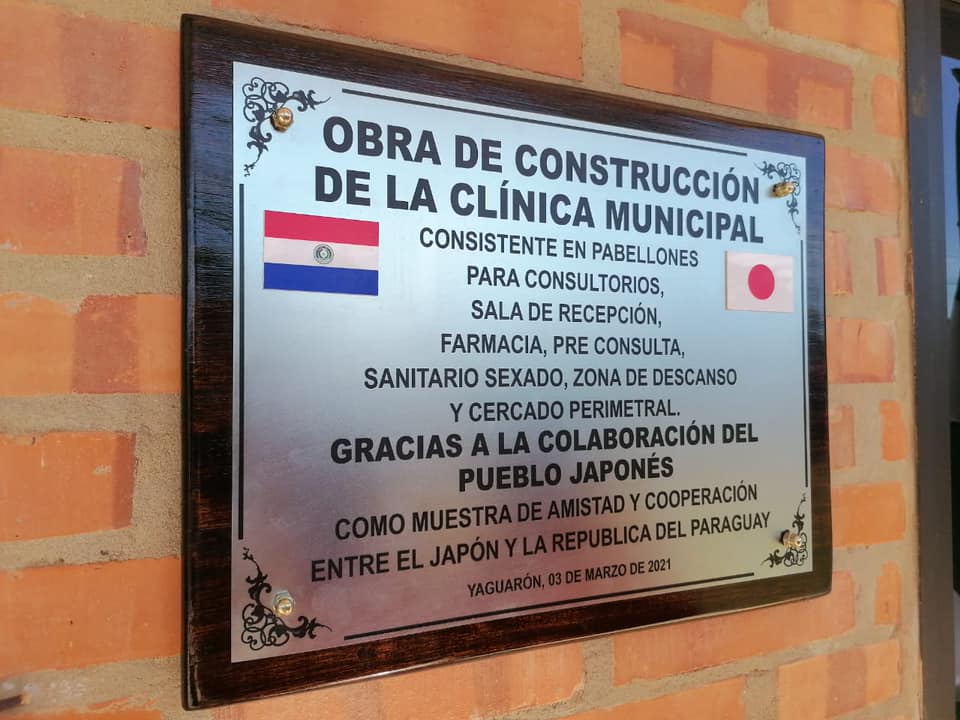 OBRA DE CONSTRUCCIÓN
DE LA CLÍNICA MUNICIPAL
CONSISTENTE EN PABELLONES
PARA CONSULTORIOS,
SALA DE RECEPCIÓN,
FARMACIA, PRE CONSULTA,
SANITARIO SEXADO, ZONA DE DESCANSO
Y CERCADO PERIMETRAL.
GRACIAS A LA COLABORACIÓN DEL
PUEBLO JAPONÉS
COMO MUESTRA DE AMISTAD Y COOPERACIÓN
ENTRE EL JAPÓN Y LA REPUBLICA DEL PARAGUAY
YAGUARÓN, 03 DE MARZO DE 2021